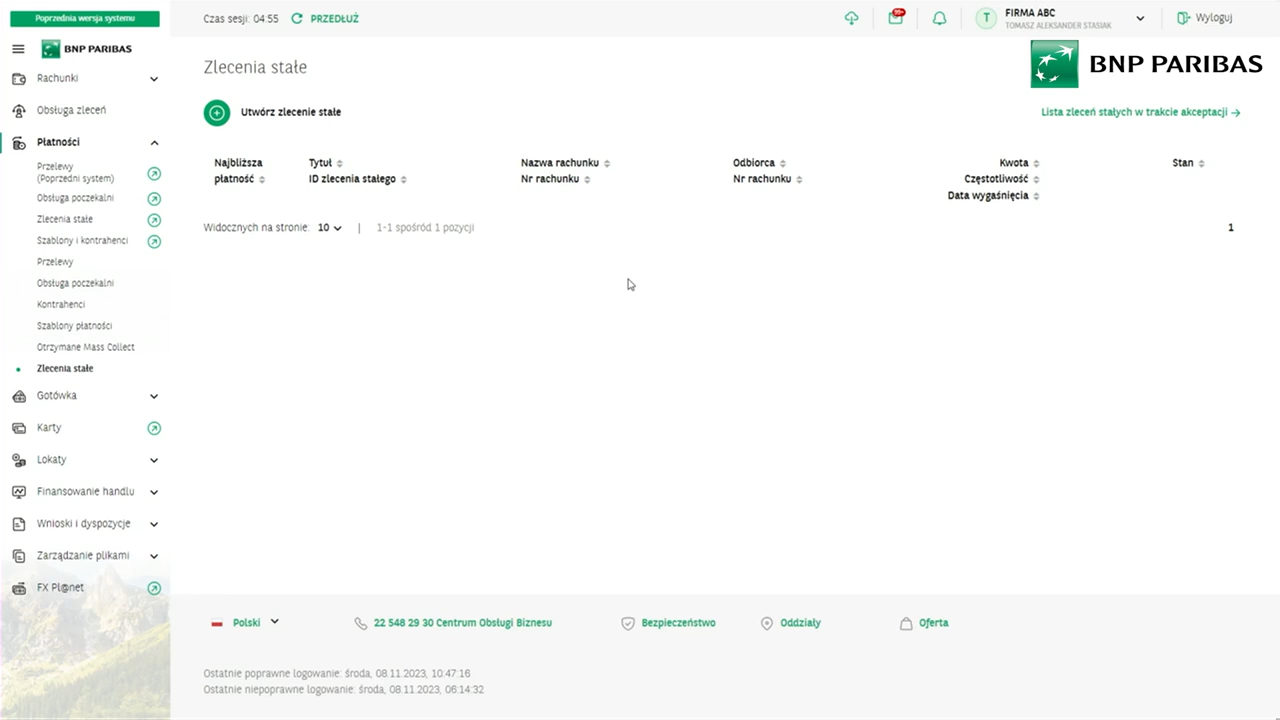 Poprzednia wersja systemu
Czas sesji: 04:55 PRZEDŁUŻ
99+
T
FIRMA ABC
TOMASZ ALEKSANDER STASIAK
Wyloguj
BNP PARIBAS
BNP PARIBAS
Rachunki
Obsługa zleceń
Płatności
Przelewy
(Poprzedni system)
Obsługa poczekalni
Zlecenia stałe
Szablony i kontrahenci
Przelewy
Obsługa poczekalni
Kontrahenci
Szablony płatności
Otrzymane Mass Collect
Zlecenia stałe
Gotówka
Karty
Lokaty
Finansowanie handlu
Wnioski i dyspozycje
Zarządzanie plikami
FX Pl@net
Zlecenia stałe
Utwórz zlecenie stałe
Lista zleceń stałych w trakcie akceptacji
Najbliższa płatność
Tytuł
ID zlecenia stałego
Nazwa rachunku
Nr rachunku
Odbiorca
Nr rachunku
Kwota
Częstotliwość
Data wygaśnięcia
Stan
Widocznych na stronie: 10 | 1-1 spośród 1 pozycji
1
Polski
22 548 29 30 Centrum Obsługi Biznesu
Bezpieczeństwo
Oddziały
Oferta
Ostatnie poprawne logowanie: środa, 08.11.2023, 10:47:16
Ostatnie niepoprawne logowanie: środa, 08.11.2023, 06:14:32